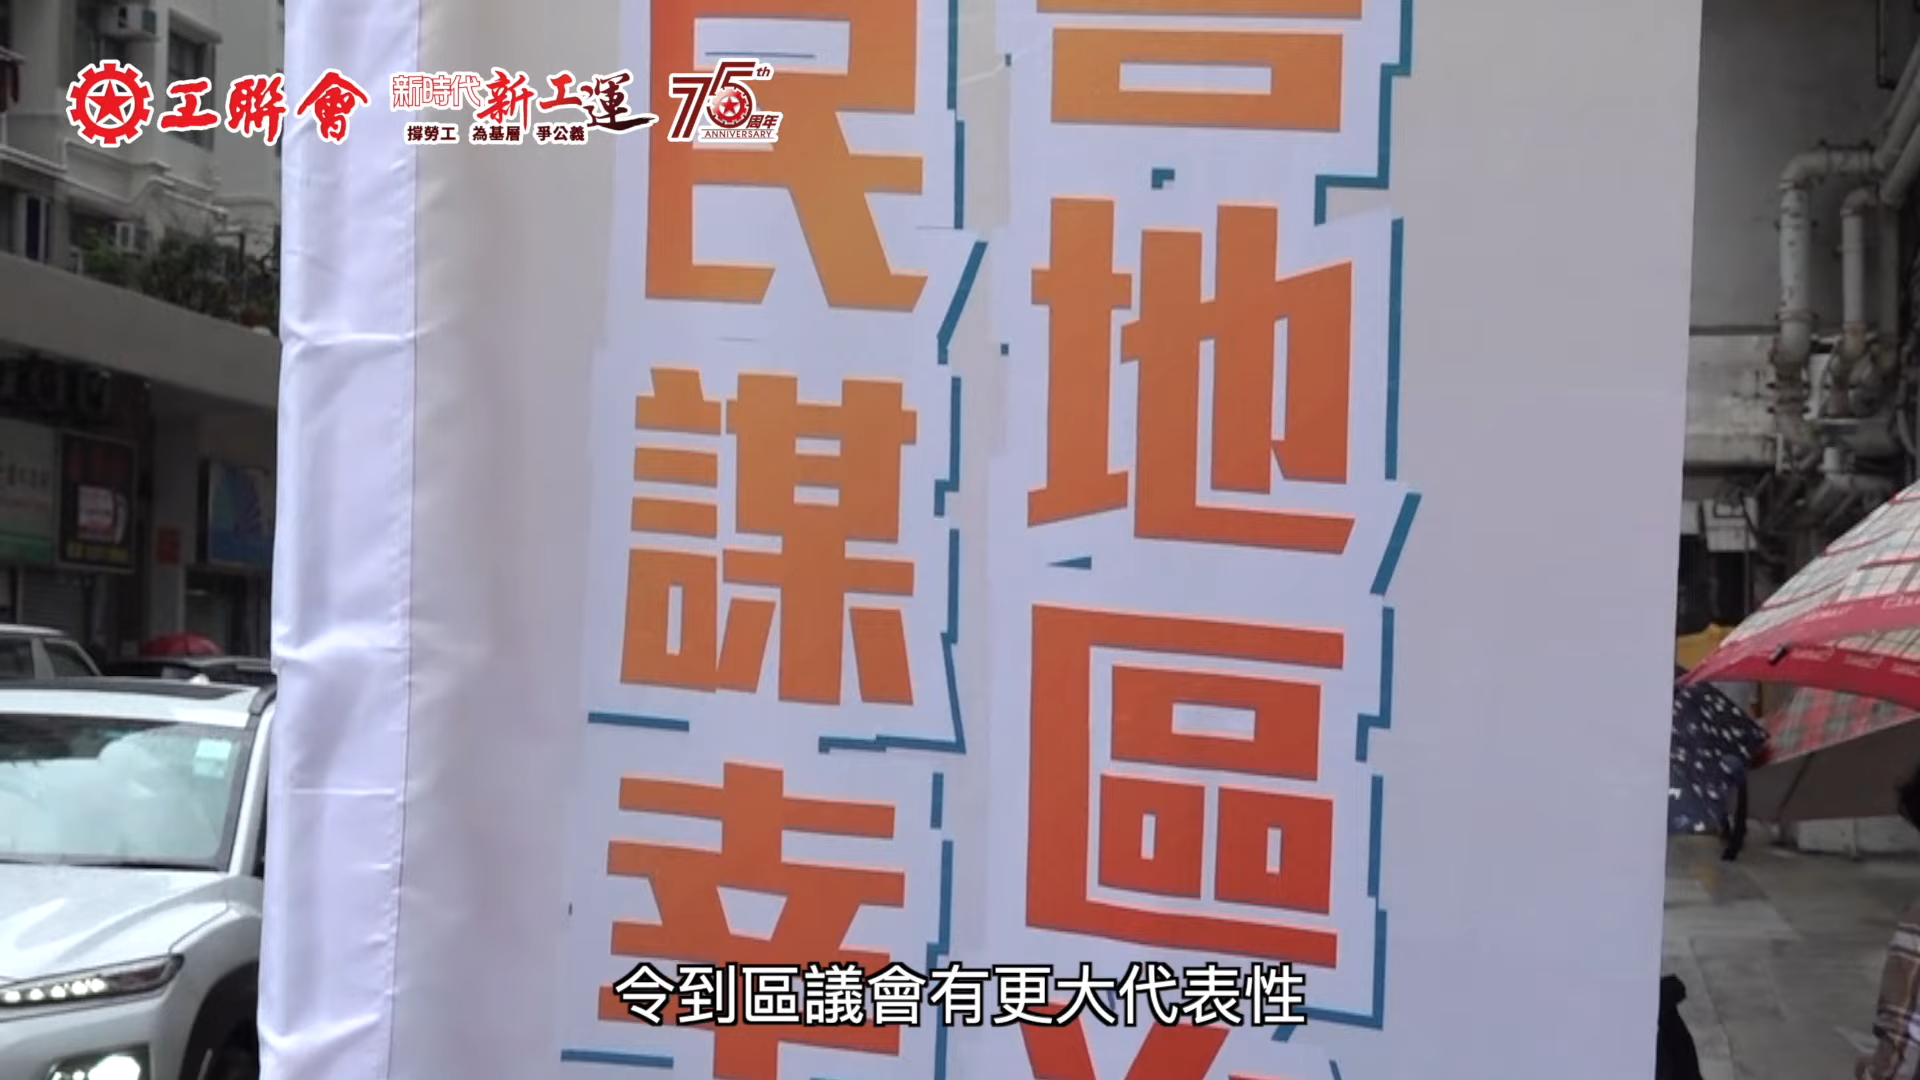 工聯會
新時代新工運
撐勞工 為基層 爭公義
75th
周年
ANNIVERSARY
地區
民謀幸
令到區議會有更大代表性